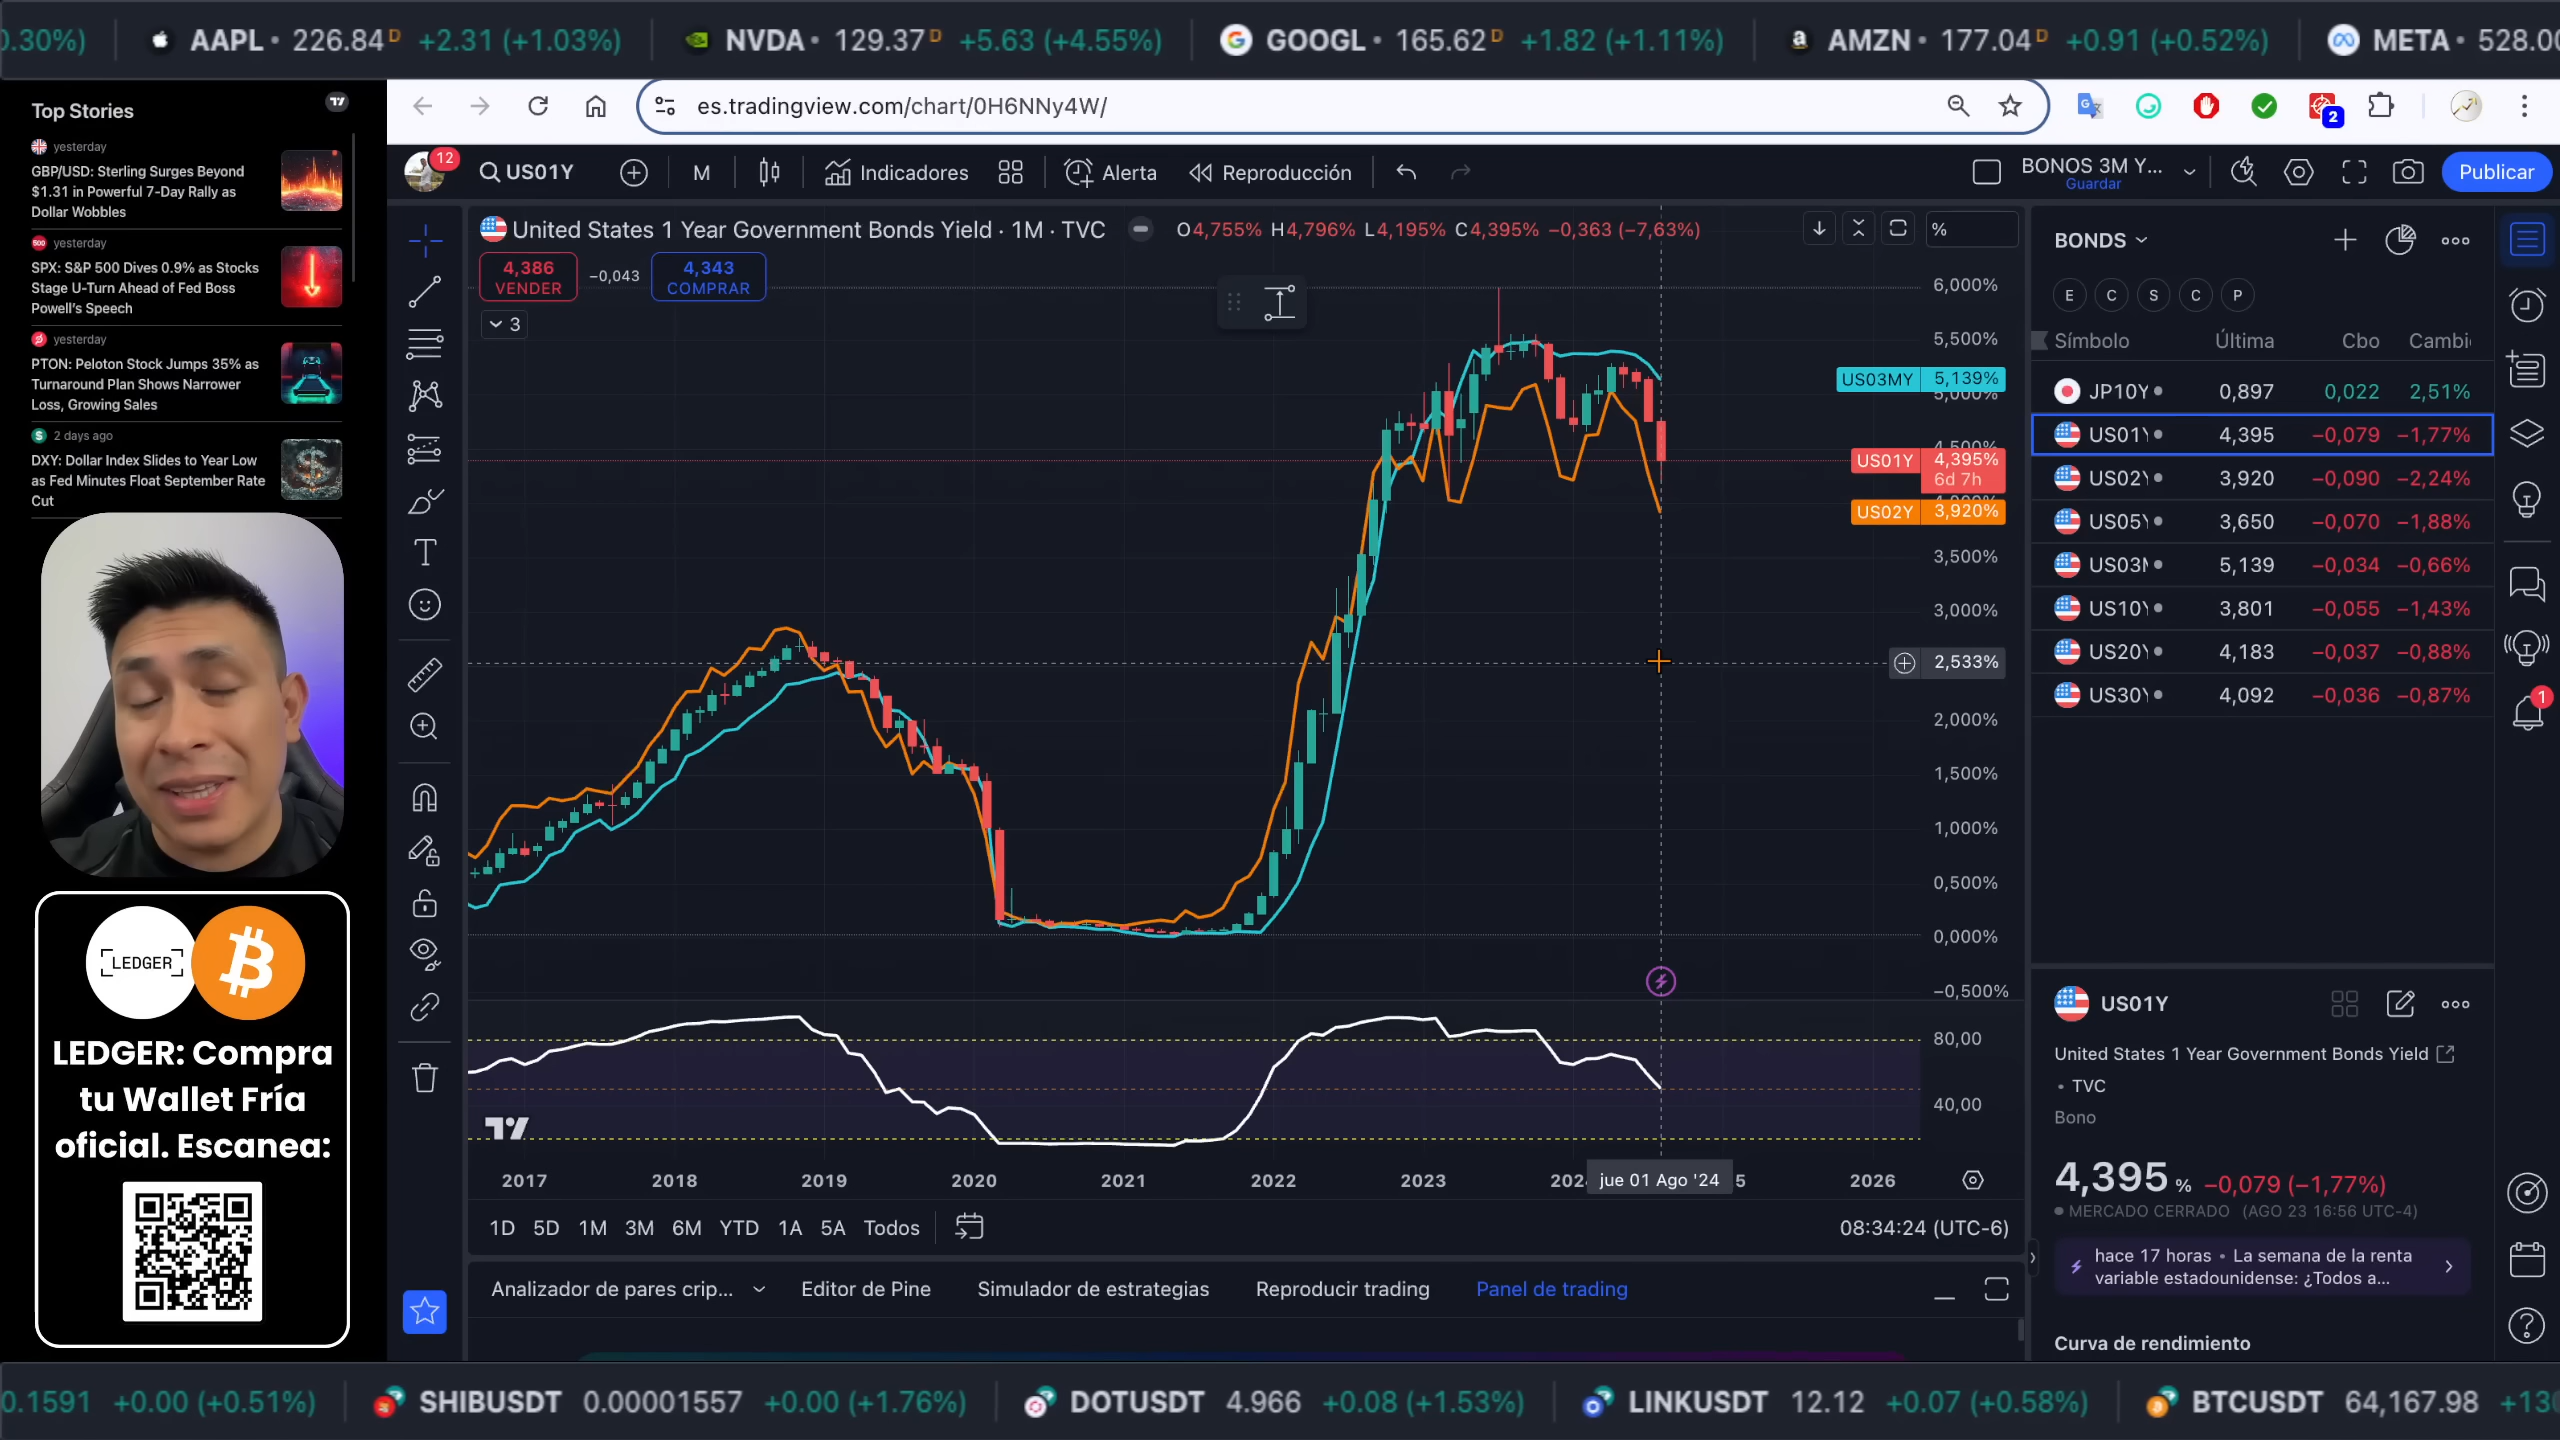 0.30%)
AAPL • 226.84 D +2.31 (+1.03%)
NVDA • 129.37 D +5.63 (+4.55%)
GOOGL • 165.62 D +1.82 (+1.11%)
AMZN • 177.04 D +0.91 (+0.52%)
META • 528.00
Top Stories
yesterday
GBP/USD: Sterling Surges Beyond
$1.31 in Powerful 7-Day Rally as
Dollar Wobbles
500 yesterday
SPX: S&P 500 Dives 0.9% as Stocks
Stage U-Turn Ahead of Fed Boss
Powell's Speech
yesterday
PTON: Peloton Stock Jumps 35% as
Turnaround Plan Shows Narrower
Loss, Growing Sales
2 days ago
DXY: Dollar Index Slides to Year Low
as Fed Minutes Float September Rate
Cut
LEDGER
LEDGER: Compra
tu Wallet Fría
oficial. Escanea:
es.tradingview.com/chart/0H6NNy4W/
2
12
US01Y
M
Indicadores
Alerta
Reproducción
BONOS 3M Y...
Guardar
Publicar
United States 1 Year Government Bonds Yield · 1M · TVC
O4,755% H4,796% L4,195% C4,395% −0,363 (−7,63%)
%
4,386
VENDER
−0,043
4,343
COMPRAR
3
6,000%
5,500%
US03MY 5,139%
5,000%
4,500%
US01Y 4,395%
6d 7h
US02Y 3,920%
3,500%
3,000%
2,533%
2,000%
1,500%
1,000%
0,500%
0,000%
−0,500%
80,00
40,00
2017 2018 2019 2020 2021 2022 2023 202 jue 01 Ago '24 5 2026
1D 5D 1M 3M 6M YTD 1A 5A Todos
08:34:24 (UTC-6)
Analizador de pares crip...
Editor de Pine
Simulador de estrategias
Reproducir trading
Panel de trading
BONDS
E C S C P
Símbolo Última Cbo Cambi
JP10Y 0,897 0,022 2,51%
US01Y 4,395 −0,079 −1,77%
US02Y 3,920 −0,090 −2,24%
US05Y 3,650 −0,070 −1,88%
US03M 5,139 −0,034 −0,66%
US10Y 3,801 −0,055 −1,43%
US20Y 4,183 −0,037 −0,88%
US30Y 4,092 −0,036 −0,87%
1
US01Y
United States 1 Year Government Bonds Yield
• TVC
Bono
4,395 % −0,079 (−1,77%)
MERCADO CERRADO (AGO 23 16:56 UTC-4)
hace 17 horas • La semana de la renta
variable estadounidense: ¿Todos a...
Curva de rendimiento
0.1591 +0.00 (+0.51%)
SHIBUSDT 0.00001557 +0.00 (+1.76%)
DOTUSDT 4.966 +0.08 (+1.53%)
LINKUSDT 12.12 +0.07 (+0.58%)
BTCUSDT 64,167.98 +130